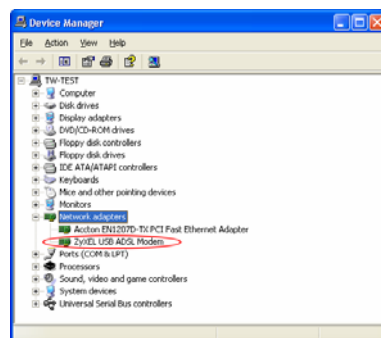 Device Manager
File Action View Help
TW-TEST
Computer
Disk drives
Display adapters
DVD/CD-ROM drives
Floppy disk controllers
Floppy disk drives
IDE ATA/ATAPI controllers
Keyboards
Mice and other pointing devices
Monitors
Network adapters
Accton EN1207D-TX PCI Fast Ethernet Adapter
ZyXEL USB ADSL Modem
Ports (COM & LPT)
Processors
Sound, video and game controllers
System devices
Universal Serial Bus controllers